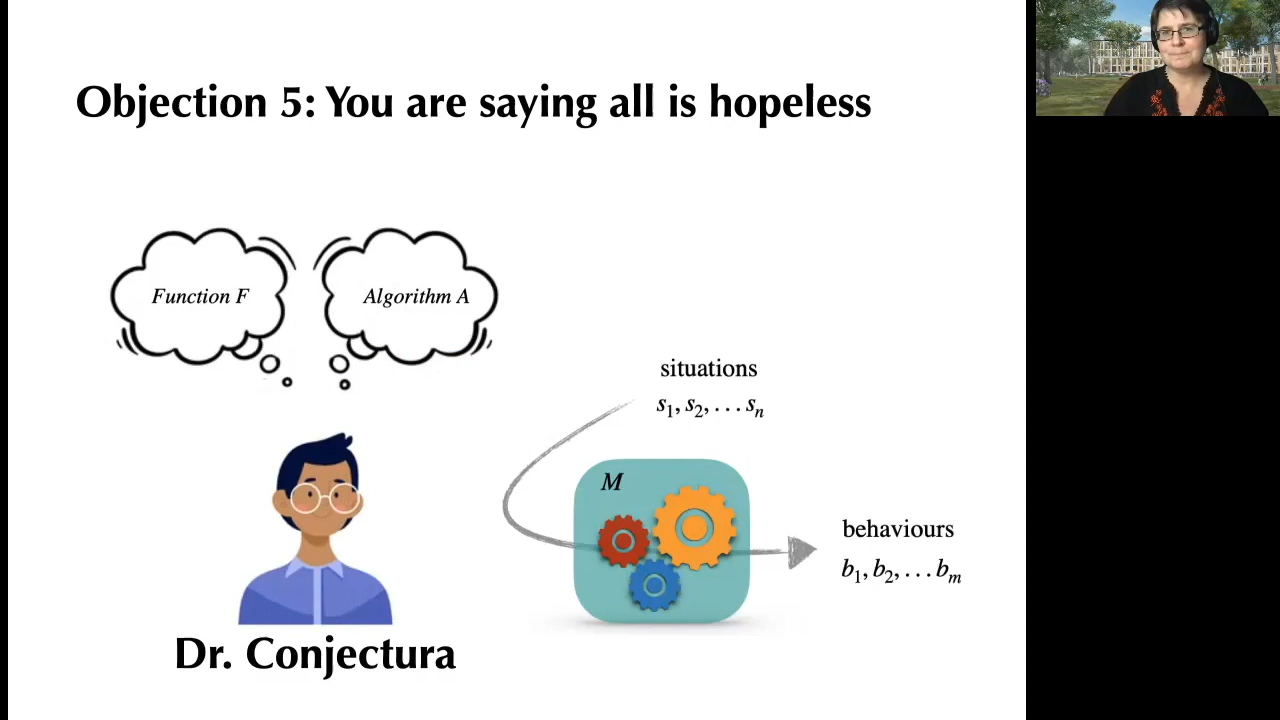 Objection 5: You are saying all is hopeless
Function F
Algorithm A
situations
s₁, s₂, . . . sₙ
M
behaviours
b₁, b₂, . . . bₘ
Dr. Conjectura